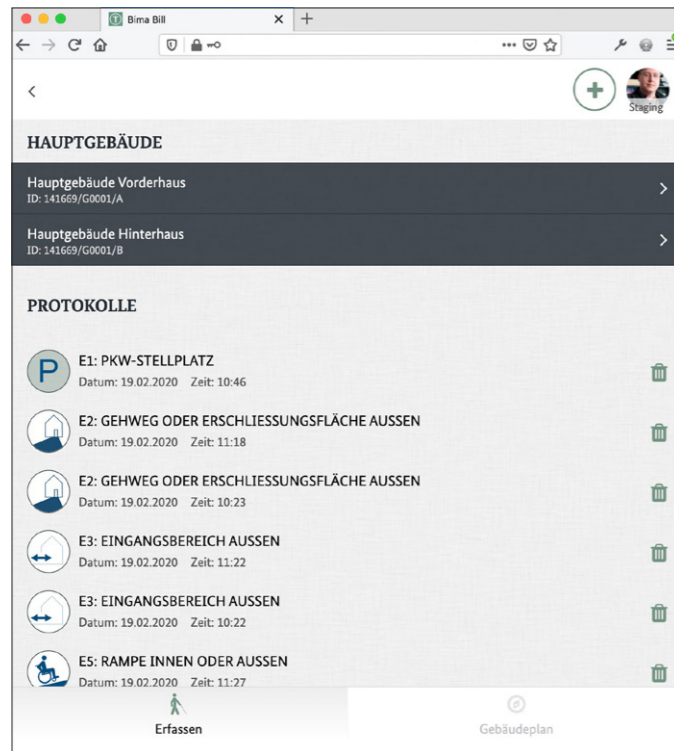 Bima Bill
Staging
HAUPTGEBÄUDE
Hauptgebäude Vorderhaus
ID: 141669/G0001/A
Hauptgebäude Hinterhaus
ID: 141669/G0001/B
PROTOKOLLE
P
E1: PKW-STELLPLATZ
Datum: 19.02.2020 Zeit: 10:46
E2: GEHWEG ODER ERSCHLIESSUNGSFLÄCHE AUSSEN
Datum: 19.02.2020 Zeit: 11:18
E2: GEHWEG ODER ERSCHLIESSUNGSFLÄCHE AUSSEN
Datum: 19.02.2020 Zeit: 10:23
E3: EINGANGSBEREICH AUSSEN
Datum: 19.02.2020 Zeit: 11:22
E3: EINGANGSBEREICH AUSSEN
Datum: 19.02.2020 Zeit: 10:22
E5: RAMPE INNEN ODER AUSSEN
Datum: 19.02.2020 Zeit: 11:27
Erfassen Gebäudeplan